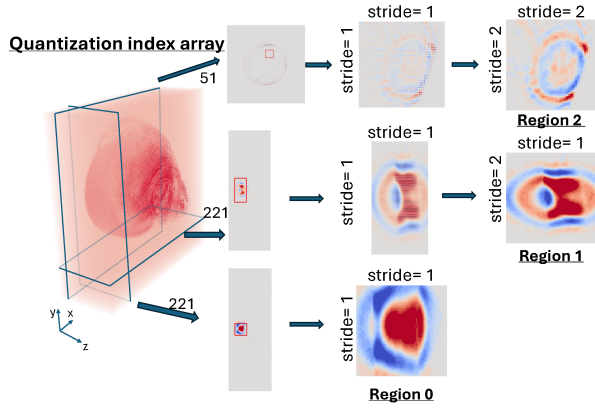 Quantization index array
51
stride= 1
stride= 1
stride= 2
stride= 2
Region 2
221
stride= 1
stride= 1
stride= 1
stride= 2
Region 1
221
stride= 1
stride= 1
Region 0
y
x
z